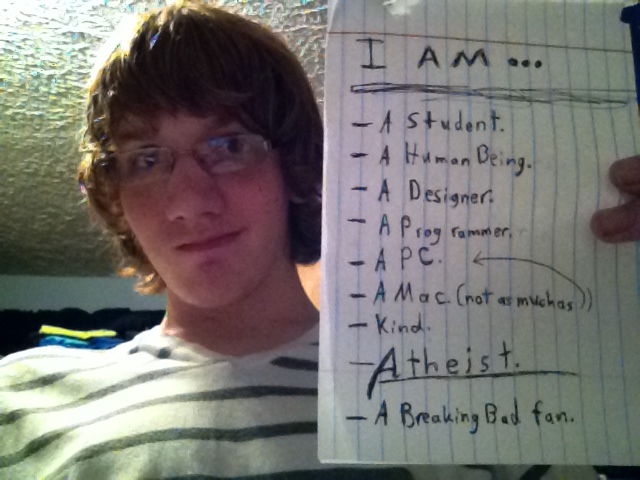 I AM...
- A Student.
- A Human Being.
- A Designer.
- A Programmer.
- A PC.
- A Mac. (not as much as)
- Kind.
- Atheist.
- A Breaking Bad fan.